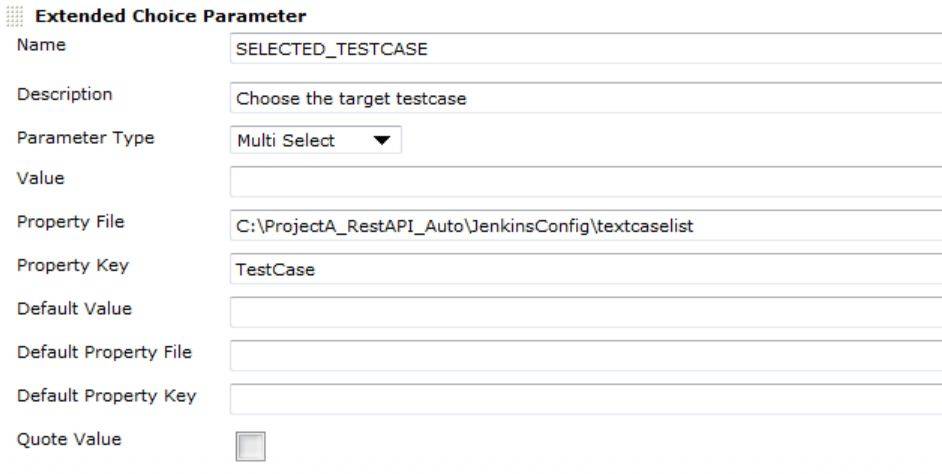 Extended Choice Parameter
Name SELECTED_TESTCASE
Description Choose the target testcase
Parameter Type Multi Select
Value
Property File C:\ProjectA_RestAPI_Auto\JenkinsConfig\textcaselist
Property Key TestCase
Default Value
Default Property File
Default Property Key
Quote Value